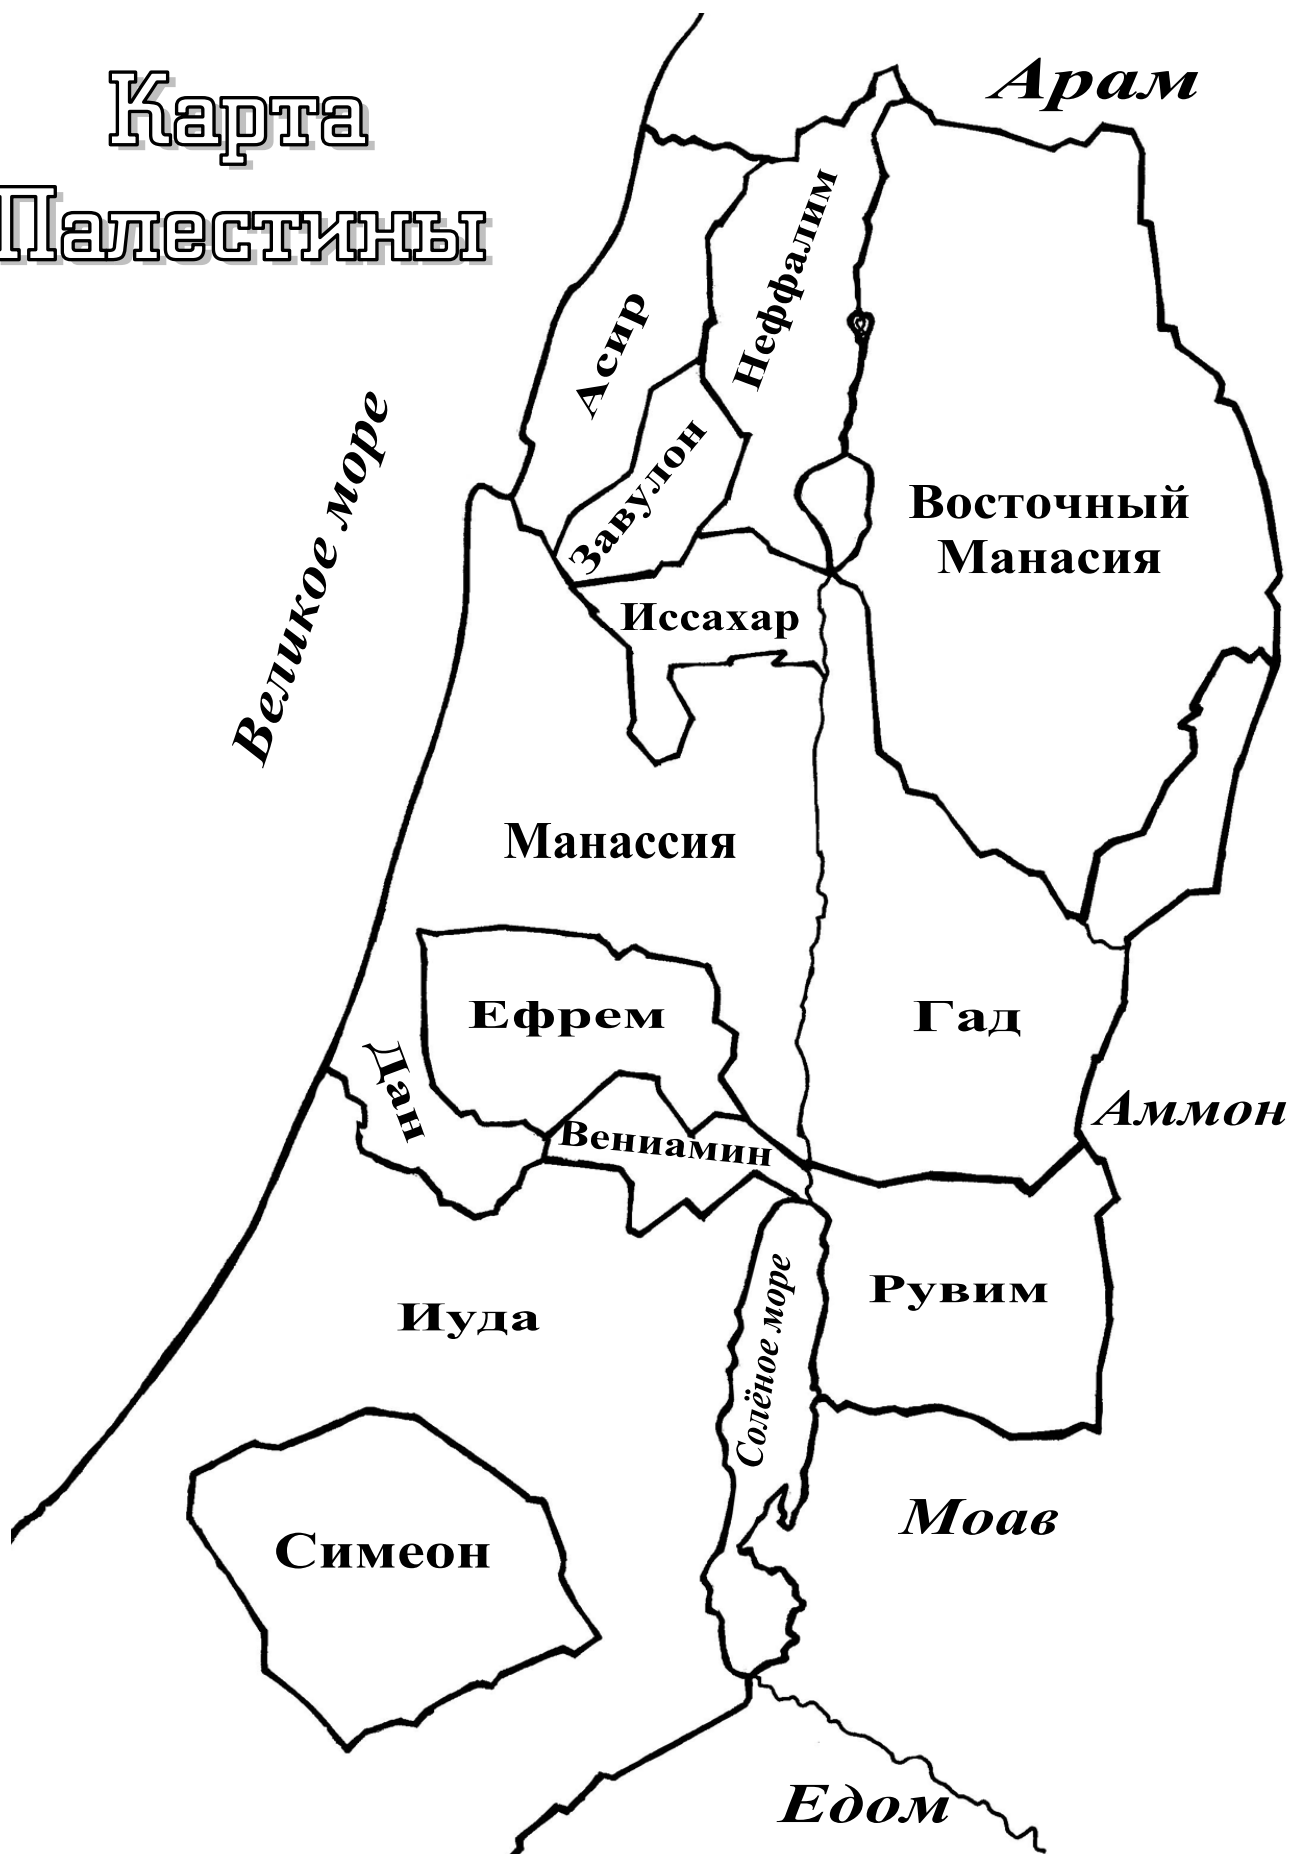 Карта
Палестины
Арам
Неффалим
Асир
Завулон
Великое море
Восточный
Манасия
Иссахар
Манассия
Ефрем
Гад
Дан
Аммон
Вениамин
Рувим
Иуда
Солёное море
Моав
Симеон
Едом